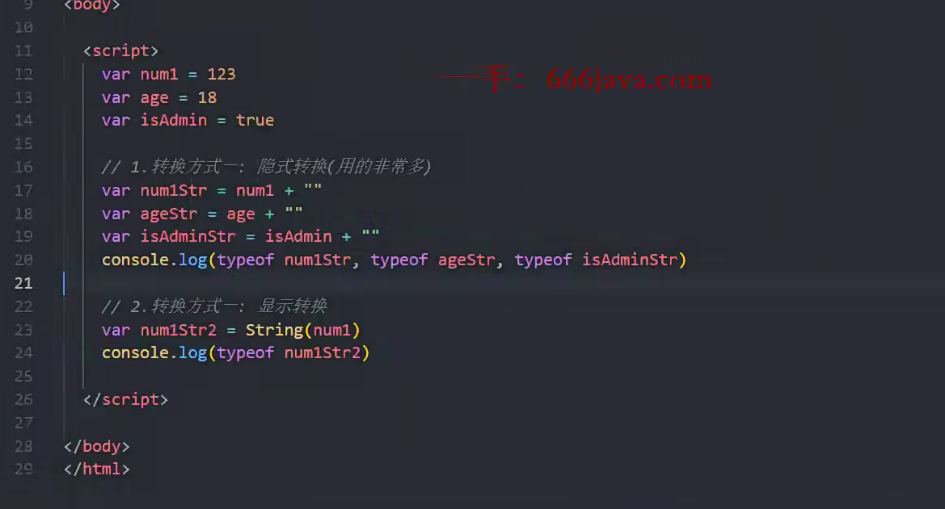 9 <body>
10
11 <script>
12 var num1 = 123
一手：666java.com
13 var age = 18
14 var isAdmin = true
15
16 // 1.转换方式一: 隐式转换(用的非常多)
17 var num1Str = num1 + ""
18 var ageStr = age + ""
19 var isAdminStr = isAdmin + ""
20 console.log(typeof num1Str, typeof ageStr, typeof isAdminStr)
21
22 // 2.转换方式一: 显示转换
23 var num1Str2 = String(num1)
24 console.log(typeof num1Str2)
25
26 </script>
27
28 </body>
29 </html>